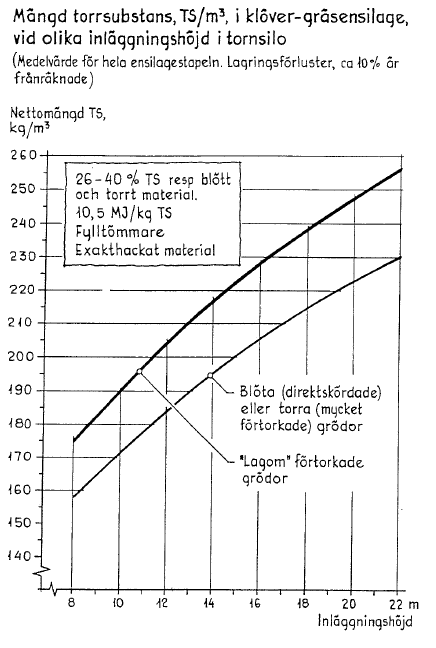 Mängd torrsubstans, TS/m³, i klöver-gräsensilage,
vid olika inläggningshöjd i tornsilo
(Medelvärde för hela ensilagestapeln. Lagringsförluster, ca 10% är
frånräknade)
Nettomängd TS,
kg/m³
260
250
240
230
220
210
200
190
180
170
160
150
140
26-40 % TS resp blött
och torrt material.
10,5 MJ/kg TS
Fylltömmare
Exakthackat material
Blöta (direktskördade)
eller torra (mycket
förtorkade) grödor
"Lagom" förtorkade
grödor
8 10 12 14 16 18 20 22 m
Inläggningshöjd